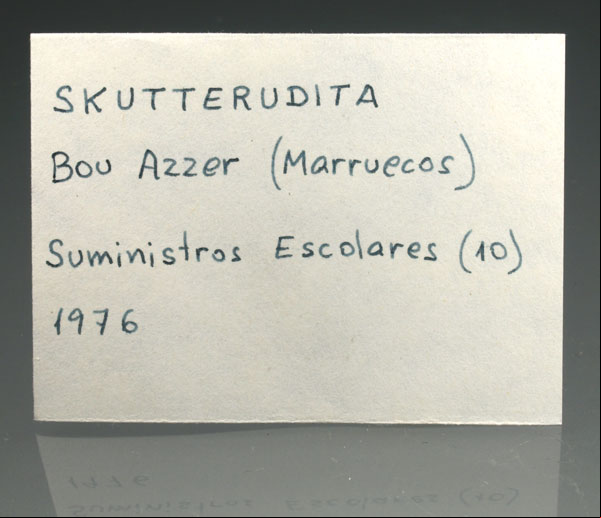 SKUTTERUDITA
Bou Azzer (Marruecos)
Suministros Escolares (10)
1976